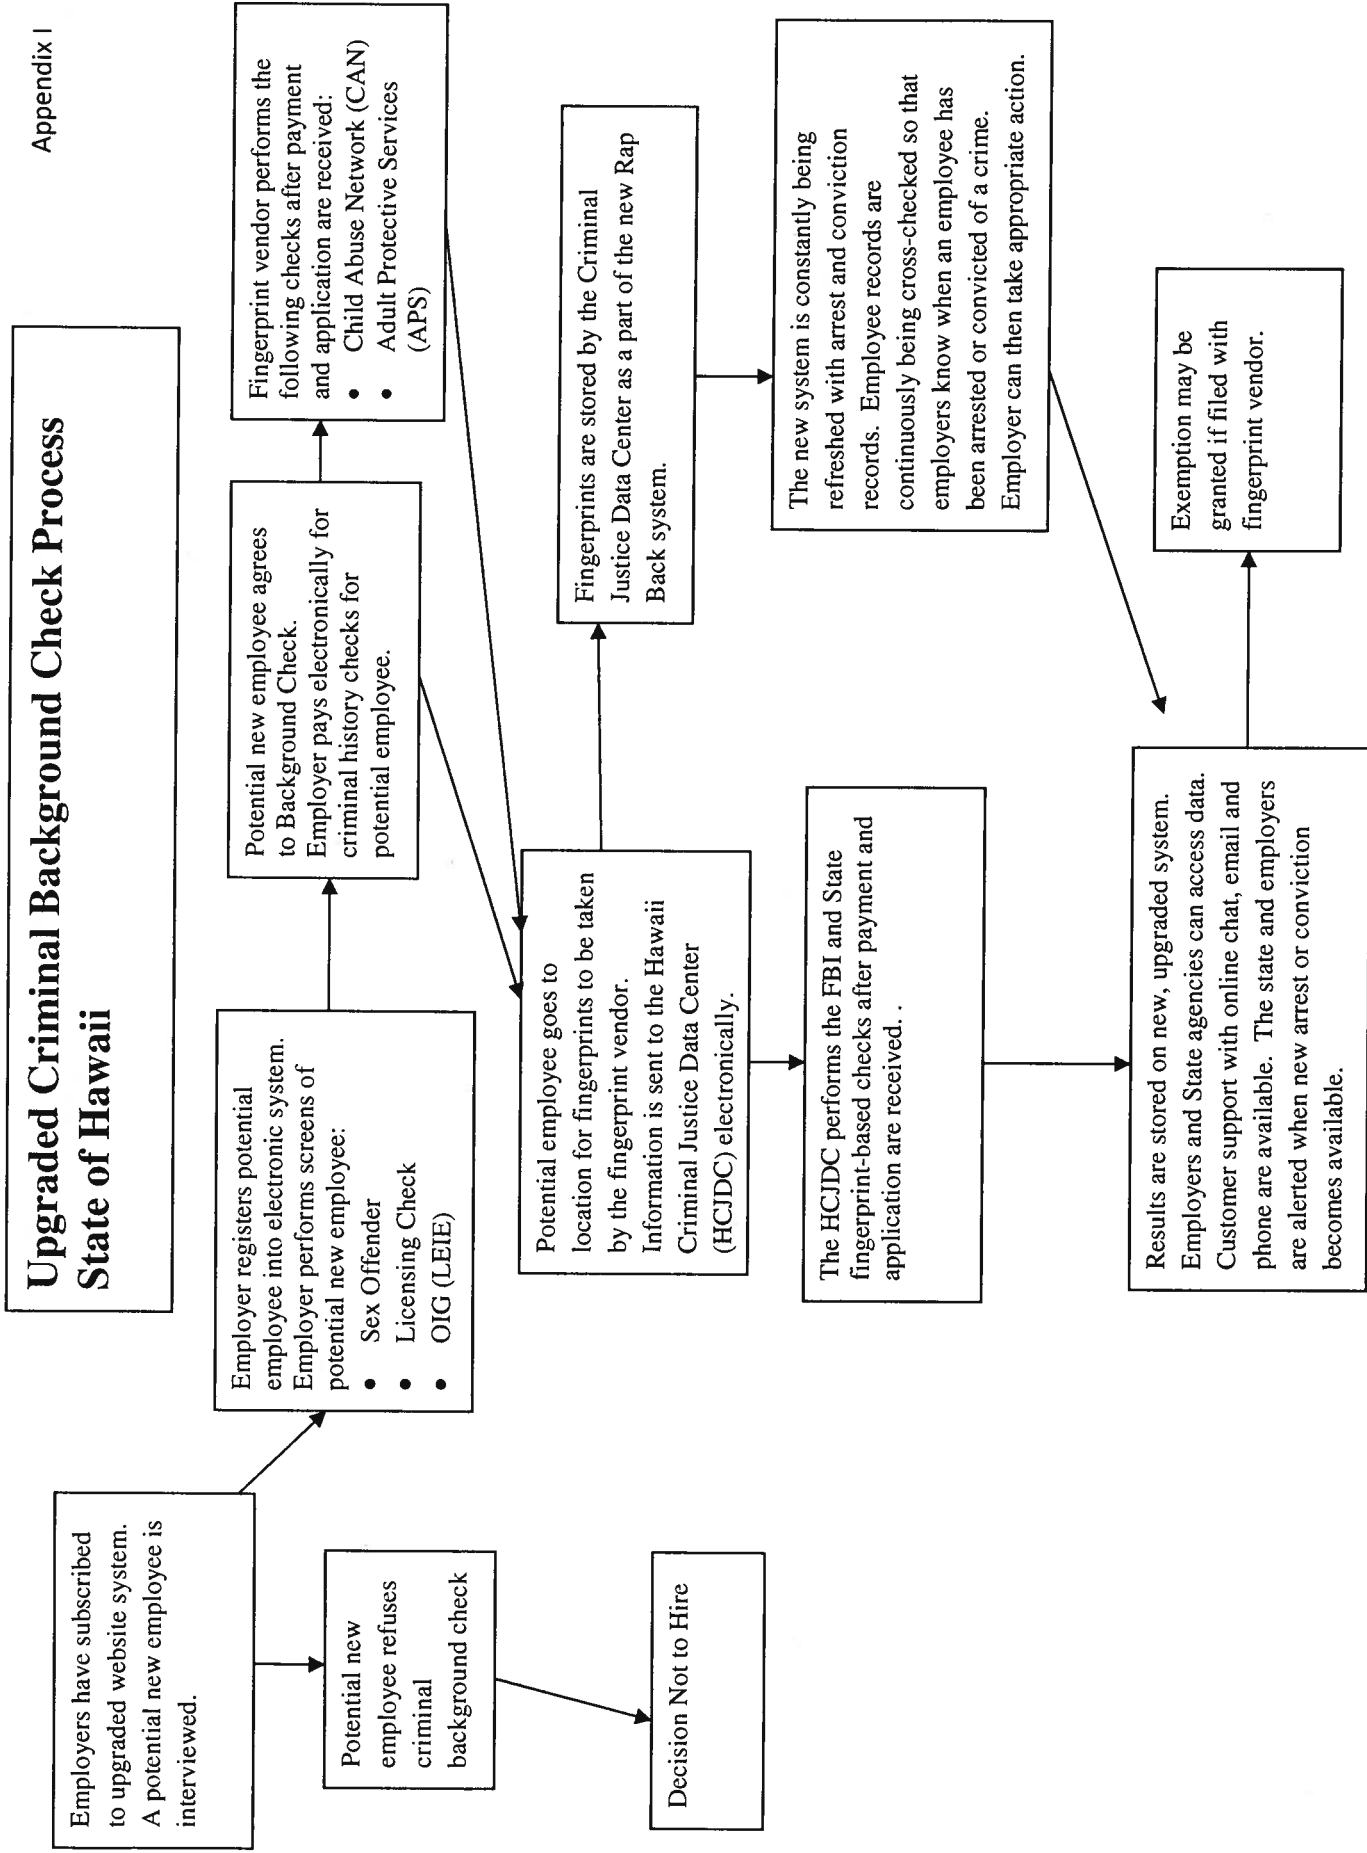 Appendix I
Upgraded Criminal Background Check Process
State of Hawaii
Employers have subscribed
to upgraded website system.
A potential new employee is
interviewed.
Employer registers potential
employee into electronic system.
Employer performs screens of
potential new employee:
• Sex Offender
• Licensing Check
• OIG (LEIE)
Potential new employee agrees
to Background Check.
Employer pays electronically for
criminal history checks for
potential employee.
Fingerprint vendor performs the
following checks after payment
and application are received:
• Child Abuse Network (CAN)
• Adult Protective Services
(APS)
Potential new
employee refuses
criminal
background check
Decision Not to Hire
Potential employee goes to
location for fingerprints to be taken
by the fingerprint vendor.
Information is sent to the Hawaii
Criminal Justice Data Center
(HCJDC) electronically.
Fingerprints are stored by the Criminal
Justice Data Center as a part of the new Rap
Back system.
The HCJDC performs the FBI and State
fingerprint-based checks after payment and
application are received. .
The new system is constantly being
refreshed with arrest and conviction
records. Employee records are
continuously being cross-checked so that
employers know when an employee has
been arrested or convicted of a crime.
Employer can then take appropriate action.
Results are stored on new, upgraded system.
Employers and State agencies can access data.
Customer support with online chat, email and
phone are available. The state and employers
are alerted when new arrest or conviction
becomes available.
Exemption may be
granted if filed with
fingerprint vendor.